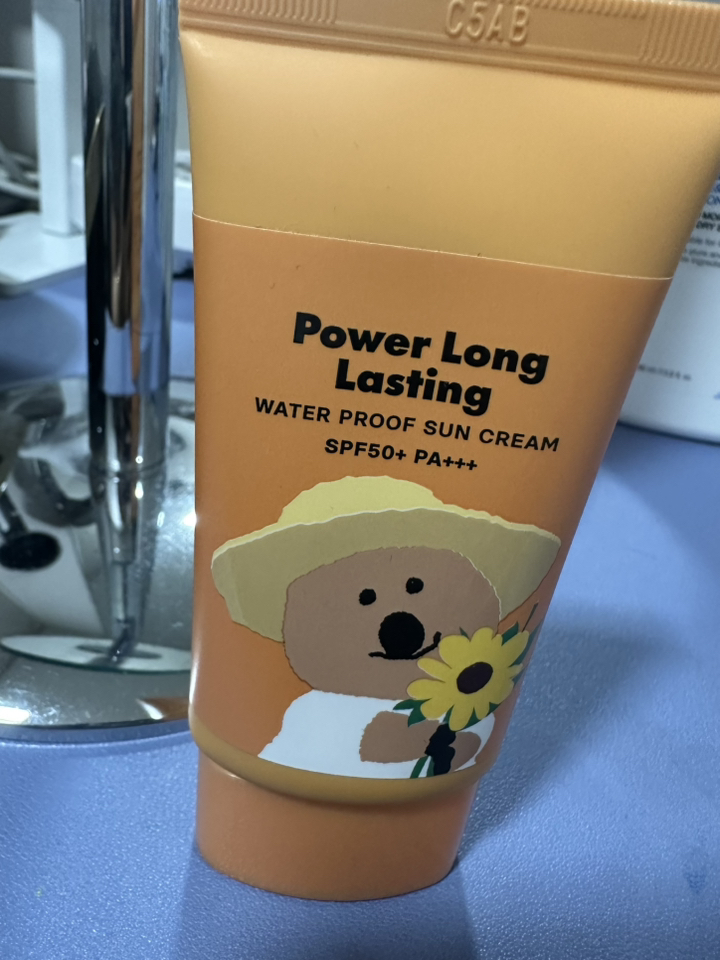 C5AB
Power Long
Lasting
WATER PROOF SUN CREAM
SPF50+ PA+++